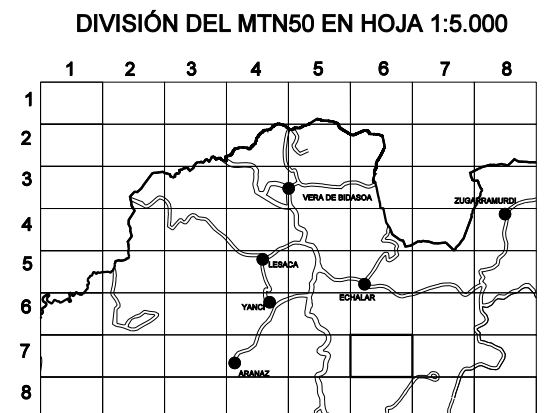 DIVISIÓN DEL MTN50 EN HOJA 1:5.000
1 2 3 4 5 6 7 8
1
2
3
VERA DE BIDASOA
ZUGARRAMURDI
4
5
LESACA
ECHALAR
6
YANCI
7
ARANAZ
8